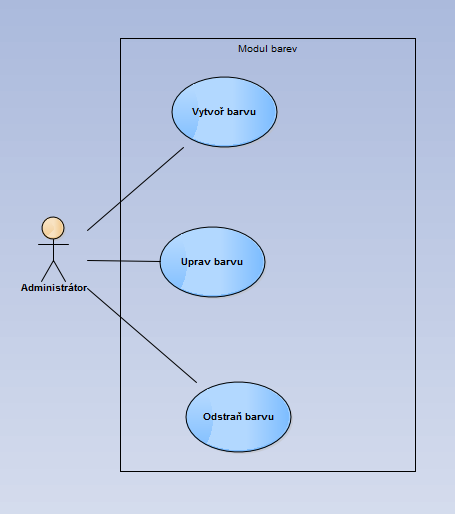 Modul barev
Vytvoř barvu
Uprav barvu
Administrátor
Odstraň barvu